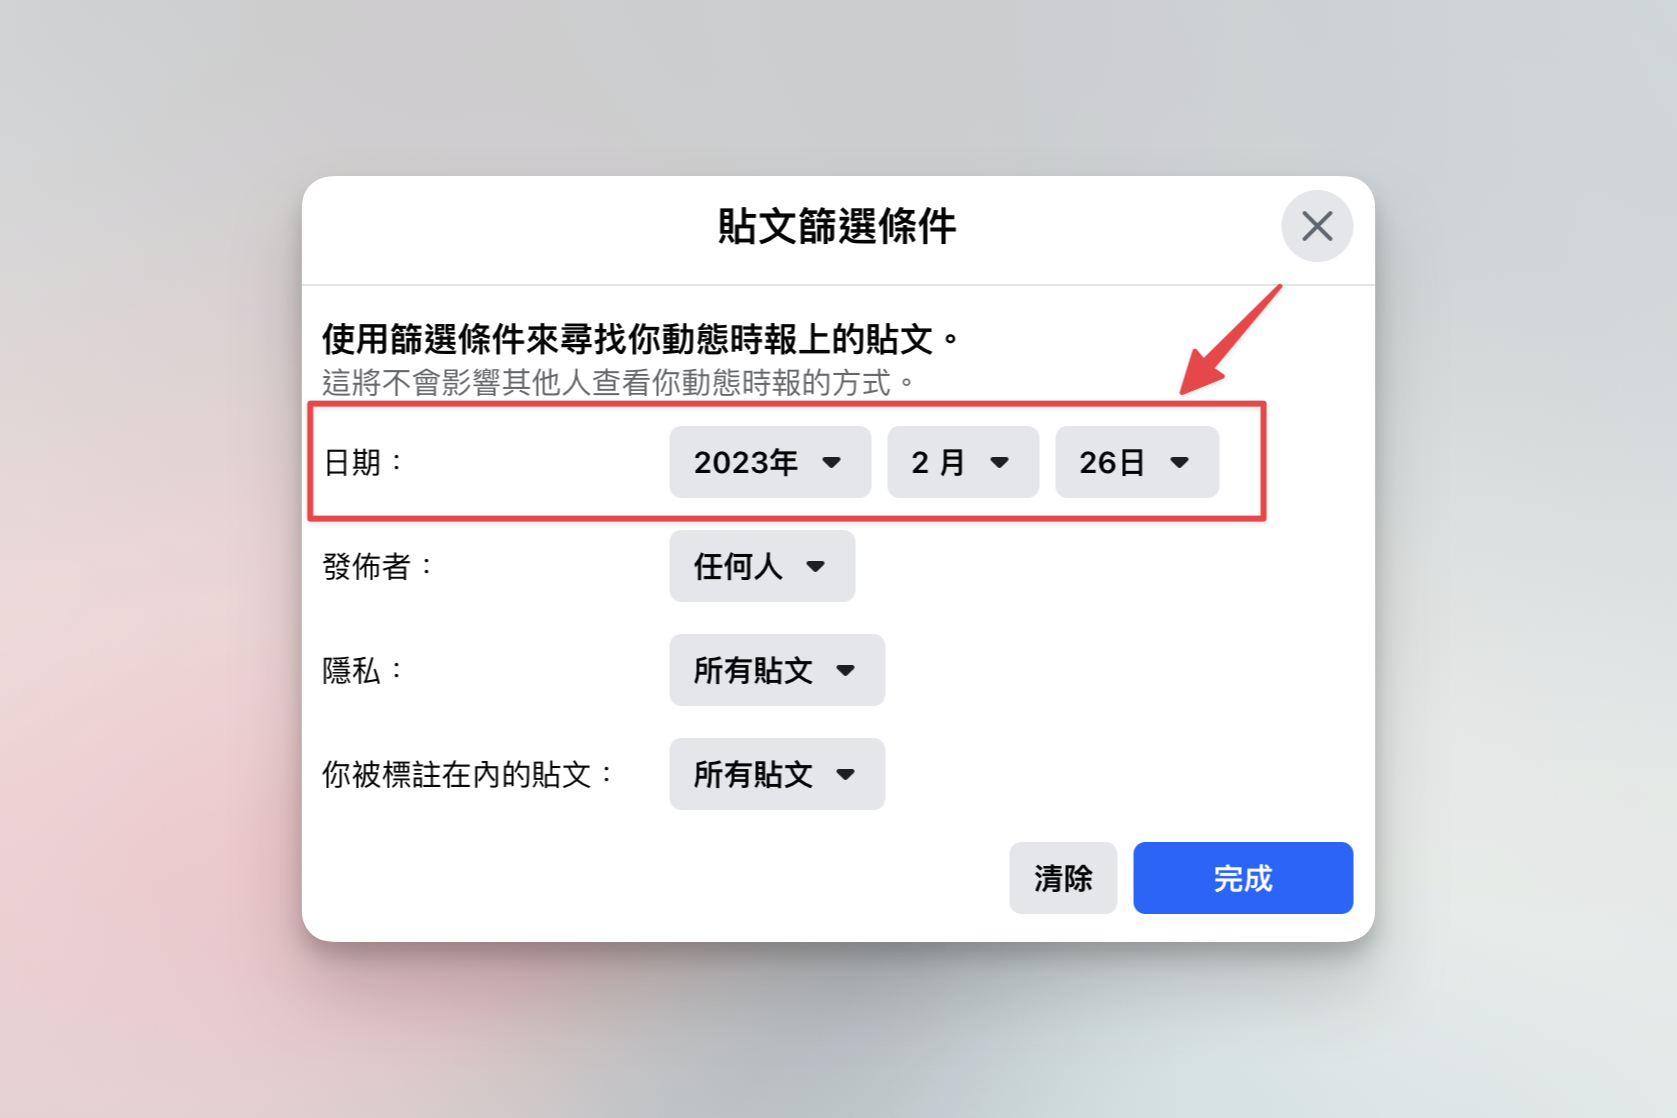 貼文篩選條件
使用篩選條件來尋找你動態時報上的貼文。
這將不會影響其他人查看你動態時報的方式。
日期： 2023年 2 月 26日
發佈者： 任何人
隱私： 所有貼文
你被標註在內的貼文： 所有貼文
清除 完成